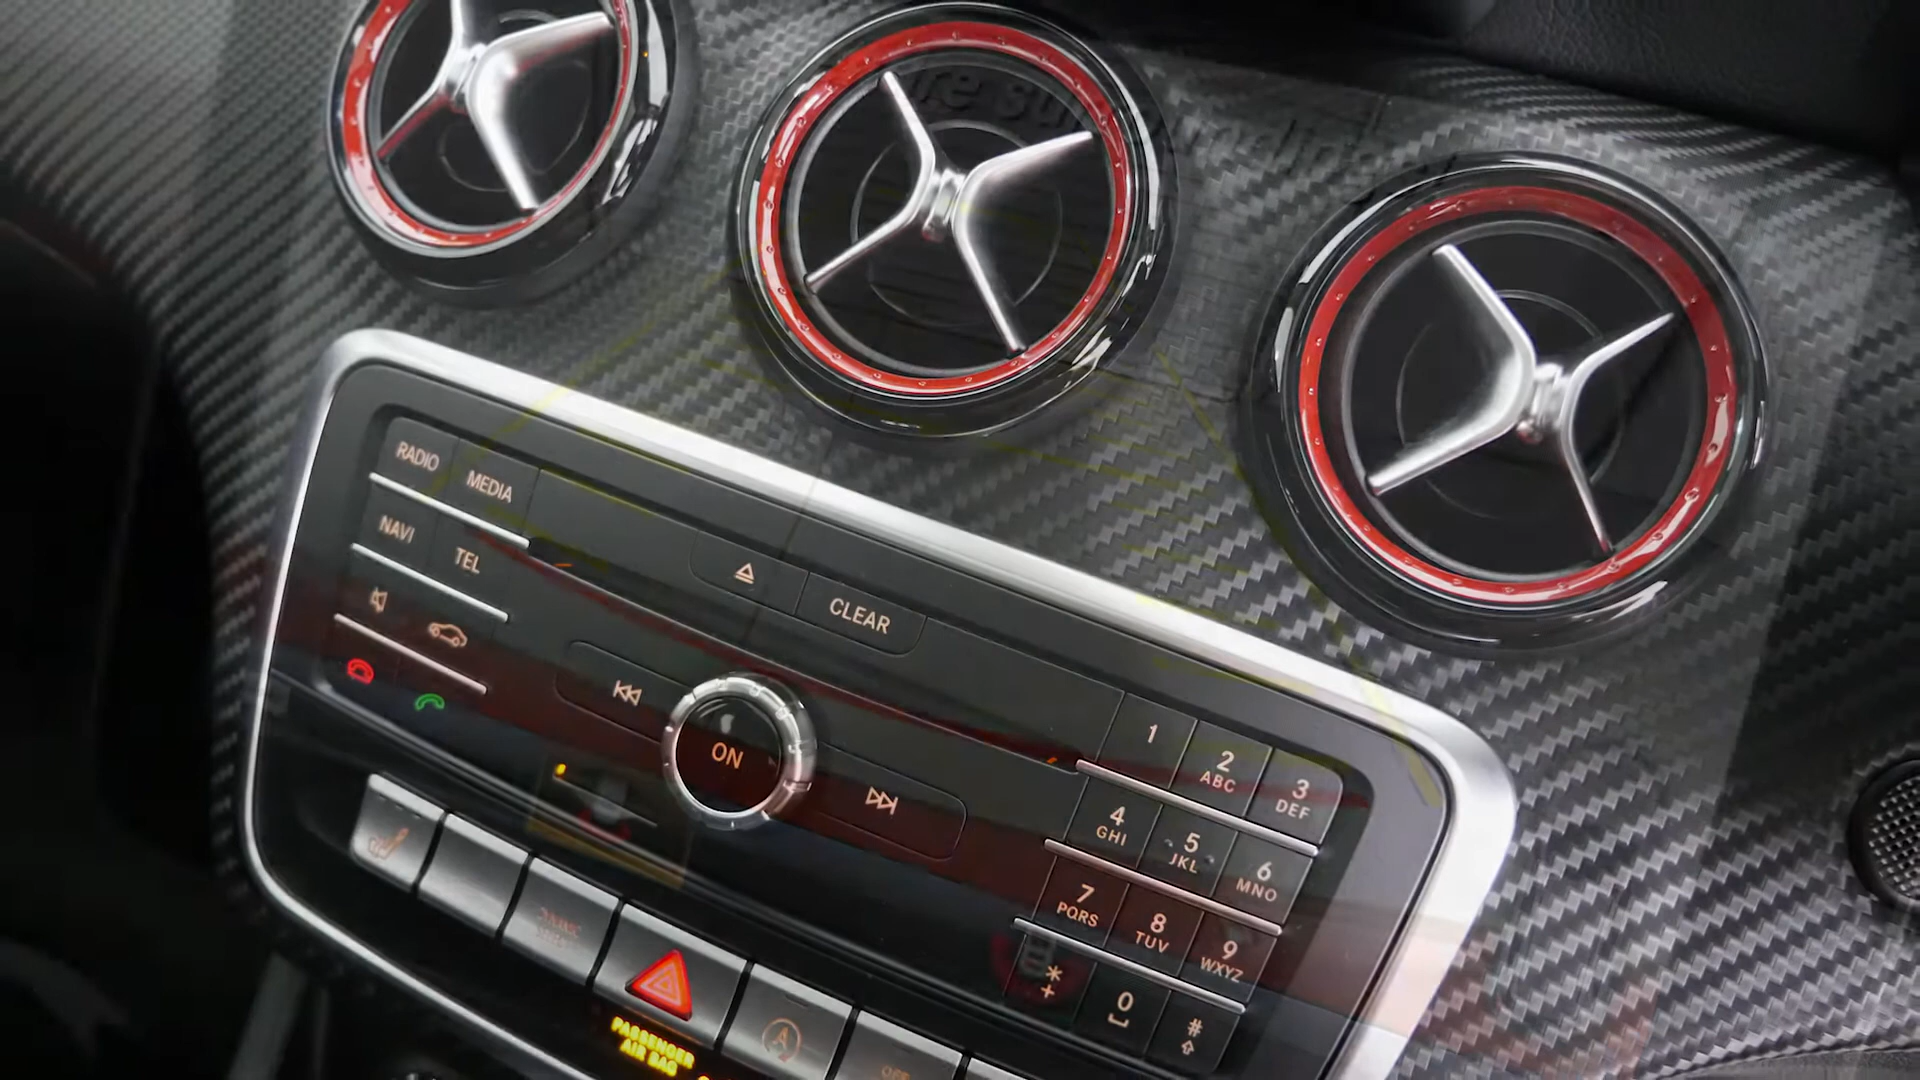 RADIO
MEDIA
NAVI
TEL
CLEAR
ON
1
2
ABC
3
DEF
4
GHI
5
JKL
6
MNO
7
PQRS
8
TUV
9
WXYZ
*
+
0
#
PASSENGER
AIR BAG
OFF